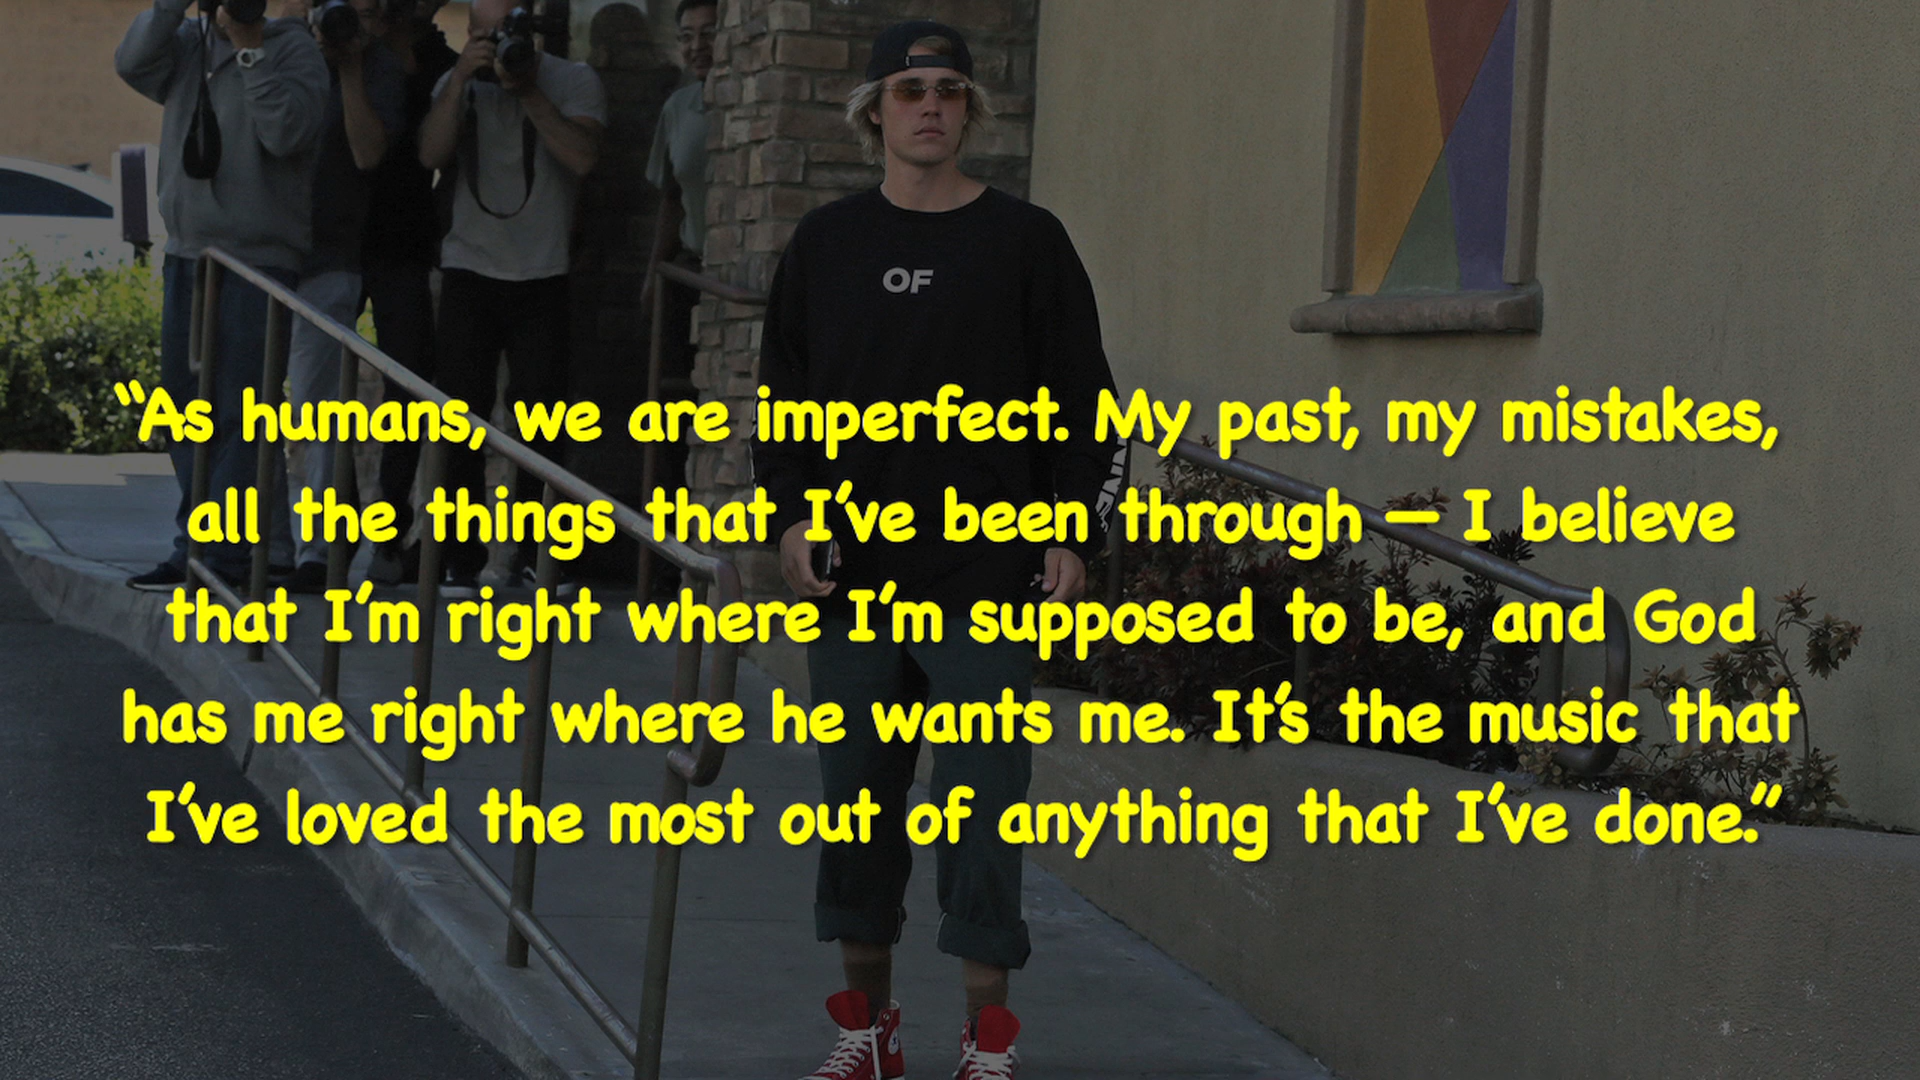 OF
“As humans, we are imperfect. My past, my mistakes,
all the things that I’ve been through – I believe
that I’m right where I’m supposed to be, and God
has me right where he wants me. It’s the music that
I’ve loved the most out of anything that I’ve done.”